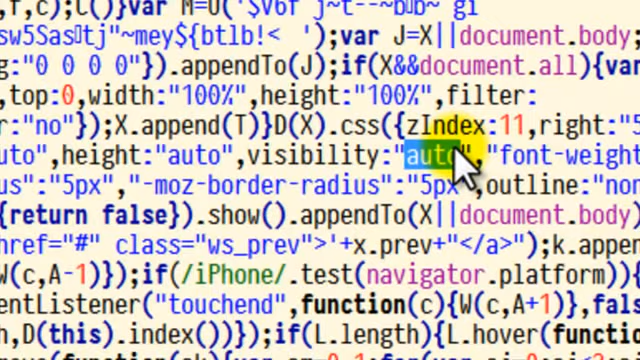 ,f,c);C()}var M=U('$V6f j~t--~b▯b~ gi
sw5Sas▯tj"~mey${btlb!< ');var J=X||document.body;
g:"0 0 0 0"}).appendTo(J);if(X&&document.all){var
,top:0,width:"100%",height:"100%",filter:
r:"no"});X.append(T)}D(X).css({zIndex:11,right:"5
uto",height:"auto",visibility:"auto","font-weight
us":"5px","-moz-border-radius":"5px",outline:"non
{return false}).show().appendTo(X||document.body)
href="#" class="ws_prev">'+x.prev+"</a>");k.appen
W(c,A-1)});if(/iPhone/.test(navigator.platform)){
entListener("touchend",function(c){W(c,A+1)},fals
h,D(this).index())});if(L.length){L.hover(functio